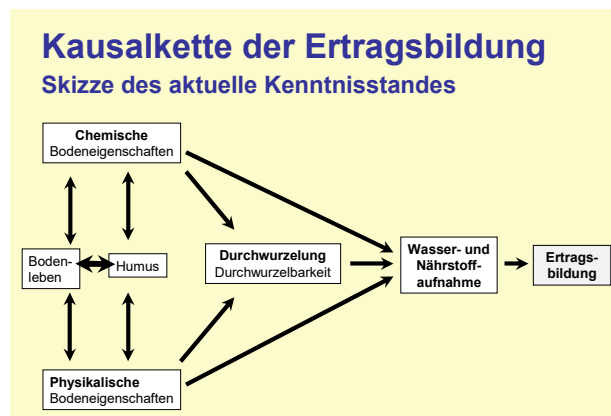 Kausalkette der Ertragsbildung
Skizze des aktuelle Kenntnisstandes
Chemische
Bodeneigenschaften
Boden-
leben
Humus
Durchwurzelung
Durchwurzelbarkeit
Wasser- und
Nährstoff-
aufnahme
Ertrags-
bildung
Physikalische
Bodeneigenschaften